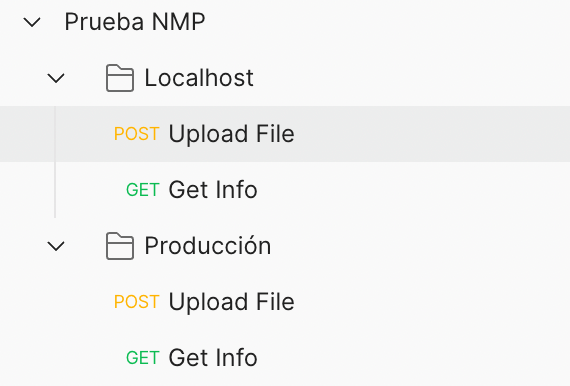 Prueba NMP
Localhost
POST Upload File
GET Get Info
Producción
POST Upload File
GET Get Info